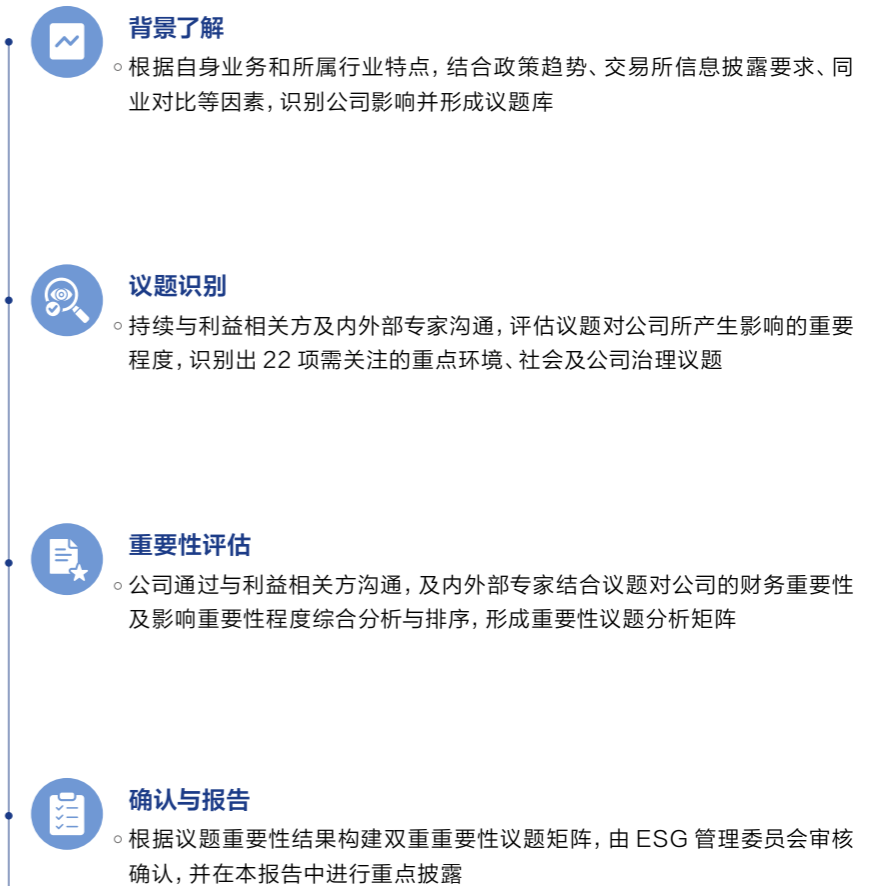 背景了解
◦ 根据自身业务和所属行业特点，结合政策趋势、交易所信息披露要求、同
业对比等因素，识别公司影响并形成议题库
议题识别
◦ 持续与利益相关方及内外部专家沟通，评估议题对公司所产生影响的重要
程度，识别出 22 项需关注的重点环境、社会及公司治理议题
重要性评估
◦ 公司通过与利益相关方沟通，及内外部专家结合议题对公司的财务重要性
及影响重要性程度综合分析与排序，形成重要性议题分析矩阵
确认与报告
◦ 根据议题重要性结果构建双重重要性议题矩阵，由 ESG 管理委员会审核
确认，并在本报告中进行重点披露